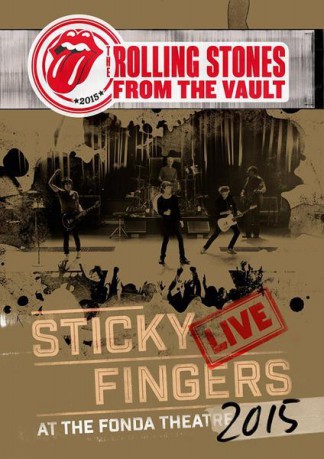 THE ROLLING STONES
FROM THE VAULT
★2015★
STICKY
LIVE
FINGERS
AT THE FONDA THEATRE
2015